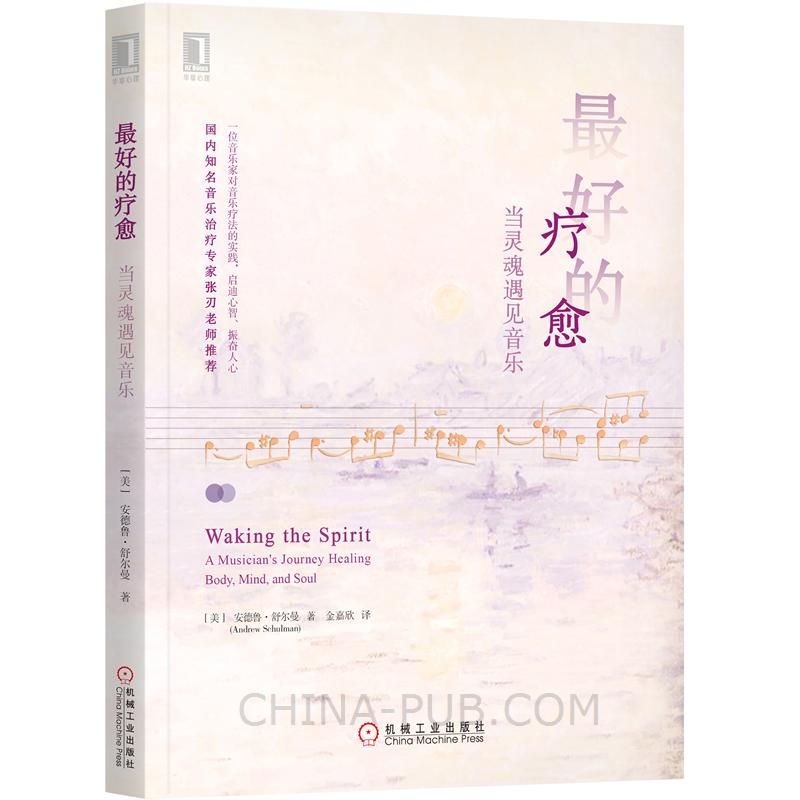 HZ Books
华章心理
最好的疗愈
当灵魂遇见音乐
[美] 安德鲁·舒尔曼 著
机械工业出版社
China Machine Press
HZ Books
华章心理
最好的
疗愈
当灵魂遇见音乐
一位音乐家对音乐疗法的实践,启迪心智、振奋人心
国内知名音乐治疗专家张刃老师推荐
Waking the Spirit
A Musician's Journey Healing
Body, Mind, and Soul
[美] 安德鲁·舒尔曼 著 金嘉欣 译
(Andrew Schulman)
CHINA-PUB.COM
机械工业出版社
China Machine Press